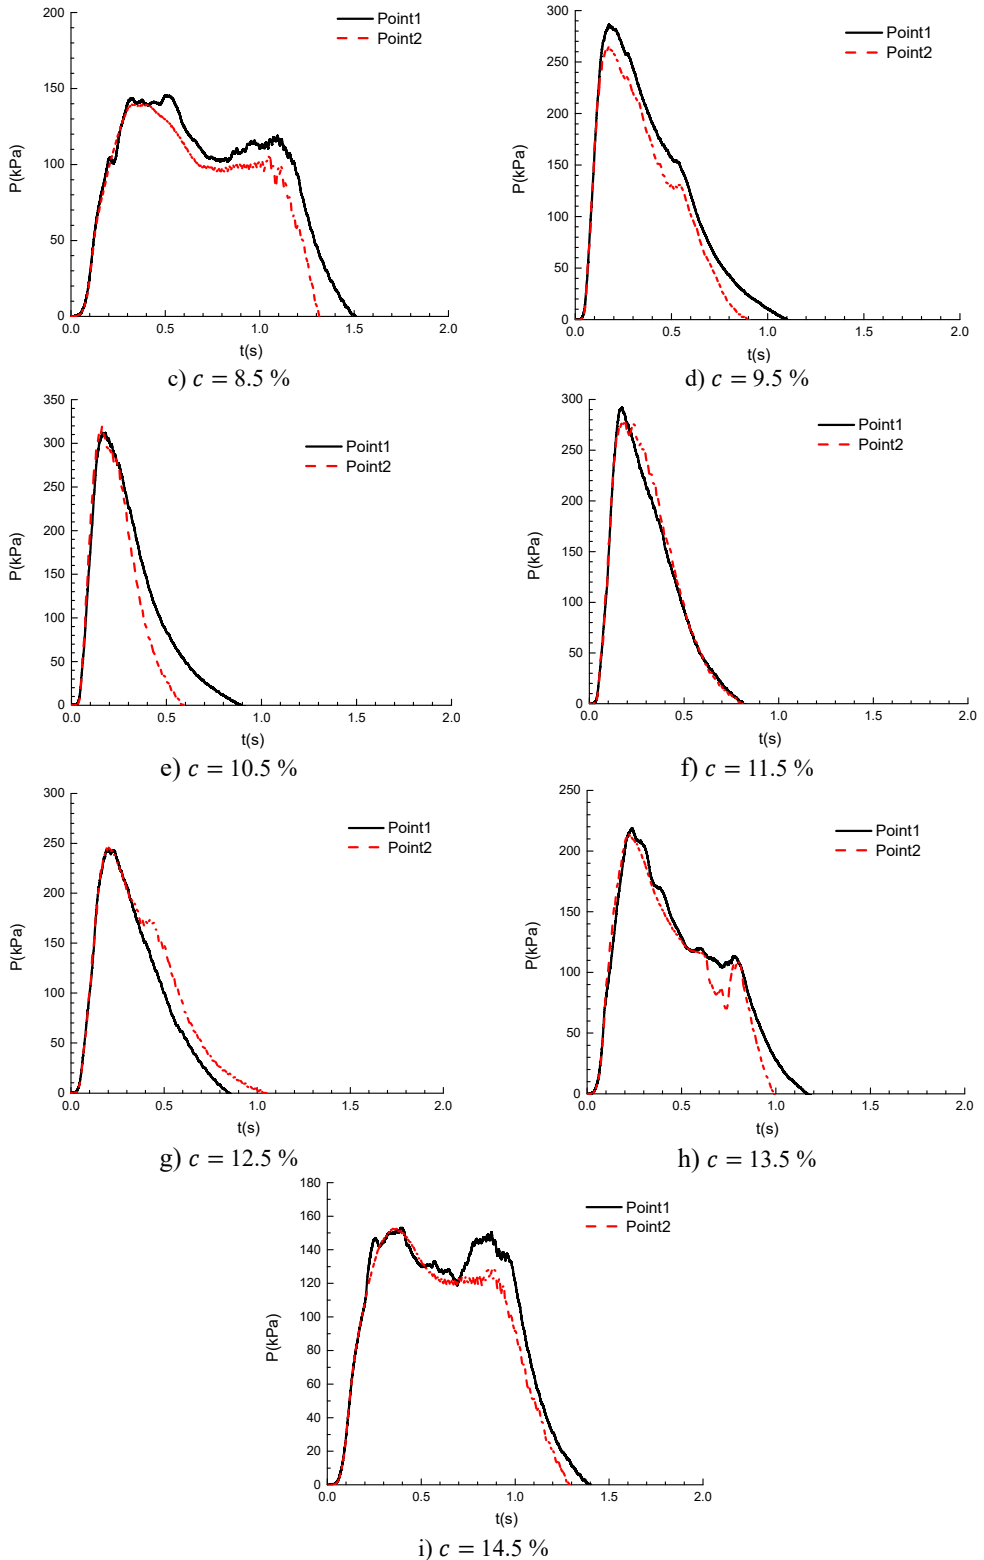 200
150
100
50
0
0.0 0.5 1.0 1.5 2.0
P(kPa)
t(s)
Point1
Point2
c) c = 8.5 %
300
250
200
150
100
50
0
0.0 0.5 1.0 1.5 2.0
P(kPa)
t(s)
Point1
Point2
d) c = 9.5 %
350
300
250
200
150
100
50
0
0.0 0.5 1.0 1.5 2.0
P(kPa)
t(s)
Point1
Point2
e) c = 10.5 %
300
250
200
150
100
50
0
0.0 0.5 1.0 1.5 2.0
P(kPa)
t(s)
Point1
Point2
f) c = 11.5 %
300
250
200
150
100
50
0
0.0 0.5 1.0 1.5 2.0
P(kPa)
t(s)
Point1
Point2
g) c = 12.5 %
250
200
150
100
50
0
0.0 0.5 1.0 1.5 2.0
P(kPa)
t(s)
Point1
Point2
h) c = 13.5 %
180
160
140
120
100
80
60
40
20
0
0.0 0.5 1.0 1.5 2.0
P(kPa)
t(s)
Point1
Point2
i) c = 14.5 %